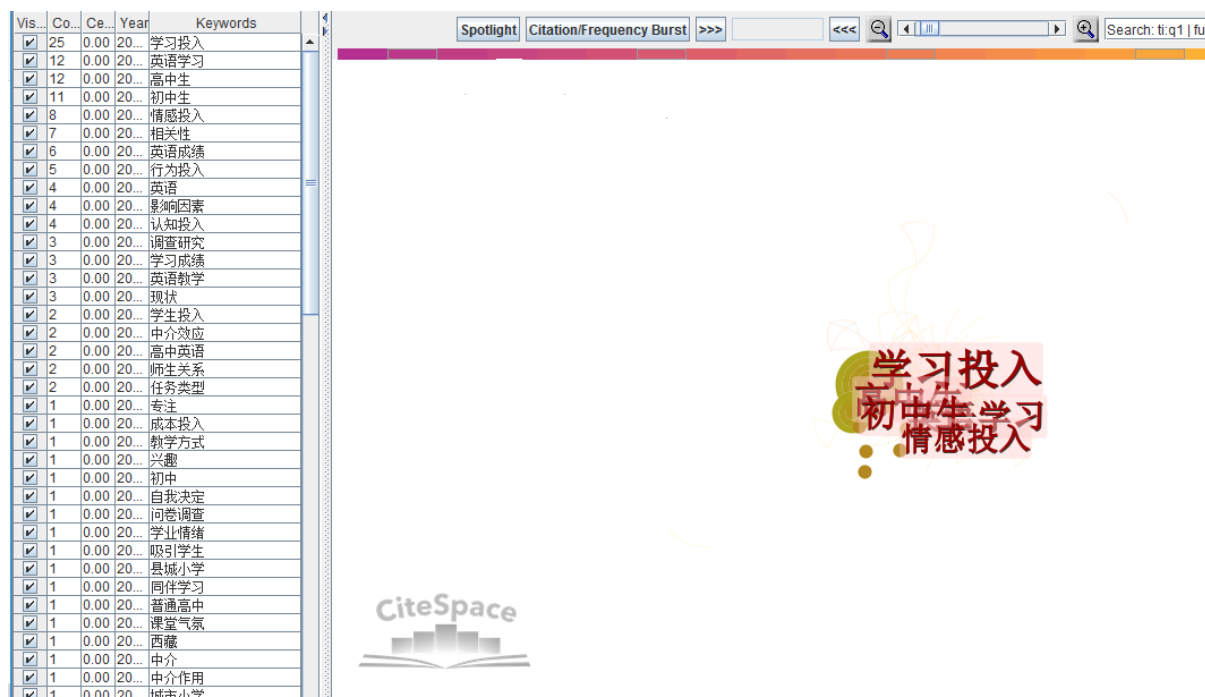 Vis... Co... Ce... Year Keywords
25 0.00 20... 学习投入
12 0.00 20... 英语学习
12 0.00 20... 高中生
11 0.00 20... 初中生
8 0.00 20... 情感投入
7 0.00 20... 相关性
6 0.00 20... 英语成绩
5 0.00 20... 行为投入
4 0.00 20... 英语
4 0.00 20... 影响因素
4 0.00 20... 认知投入
3 0.00 20... 调查研究
3 0.00 20... 学习成绩
3 0.00 20... 英语教学
3 0.00 20... 现状
2 0.00 20... 学生投入
2 0.00 20... 中介效应
2 0.00 20... 高中英语
2 0.00 20... 师生关系
2 0.00 20... 任务类型
1 0.00 20... 专注
1 0.00 20... 成本投入
1 0.00 20... 教学方式
1 0.00 20... 兴趣
1 0.00 20... 初中
1 0.00 20... 自我决定
1 0.00 20... 问卷调查
1 0.00 20... 学业情绪
1 0.00 20... 吸引学生
1 0.00 20... 县城小学
1 0.00 20... 同伴学习
1 0.00 20... 普通高中
1 0.00 20... 课堂气氛
1 0.00 20... 西藏
1 0.00 20... 中介
1 0.00 20... 中介作用
1 0.00 20... 城市小学
Spotlight Citation/Frequency Burst >>> <<< Search: ti:q1 | fu
学习投入
高中生
初中生
学习
情感投入
CiteSpace